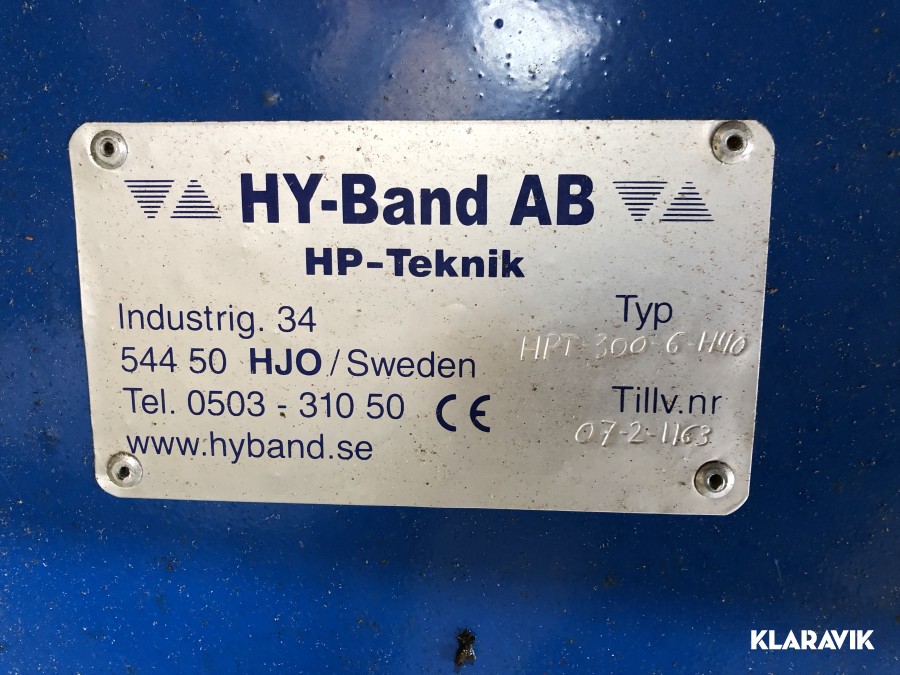 HY-Band AB
HP-Teknik
Industrig. 34
544 50 HJO / Sweden
Tel. 0503 - 310 50 CE
www.hyband.se
Typ
HPT-300-6-H40
Tillv.nr
07-2-1163
KLARAVIK